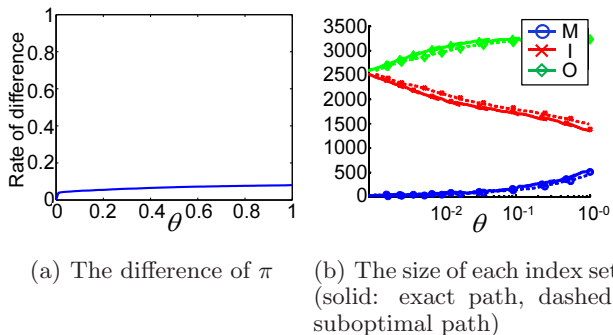 1
0.8
0.6
0.4
0.2
0
Rate of difference
0 0.2 0.4 0.6 0.8 1
θ
(a) The difference of π
3500
3000
2500
2000
1500
1000
500
0
M
I
O
10⁻² 10⁻¹ 10⁻⁰
θ
(b) The size of each index set
(solid: exact path, dashed
suboptimal path)